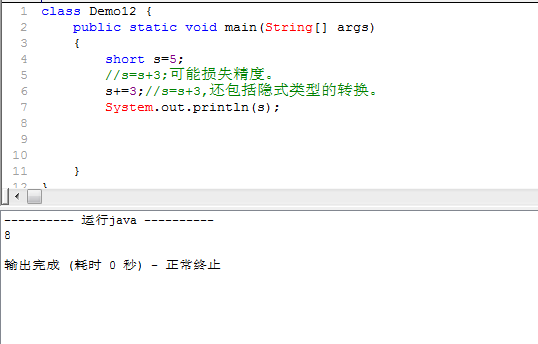 1 class Demo12 {
2 public static void main(String[] args)
3 {
4 short s=5;
5 //s=s+3;可能损失精度。
6 s+=3;//s=s+3,还包括隐式类型的转换。
7 System.out.println(s);
8
9
10
11 }
12 }
---------- 运行java ----------
8
输出完成 (耗时 0 秒) - 正常终止